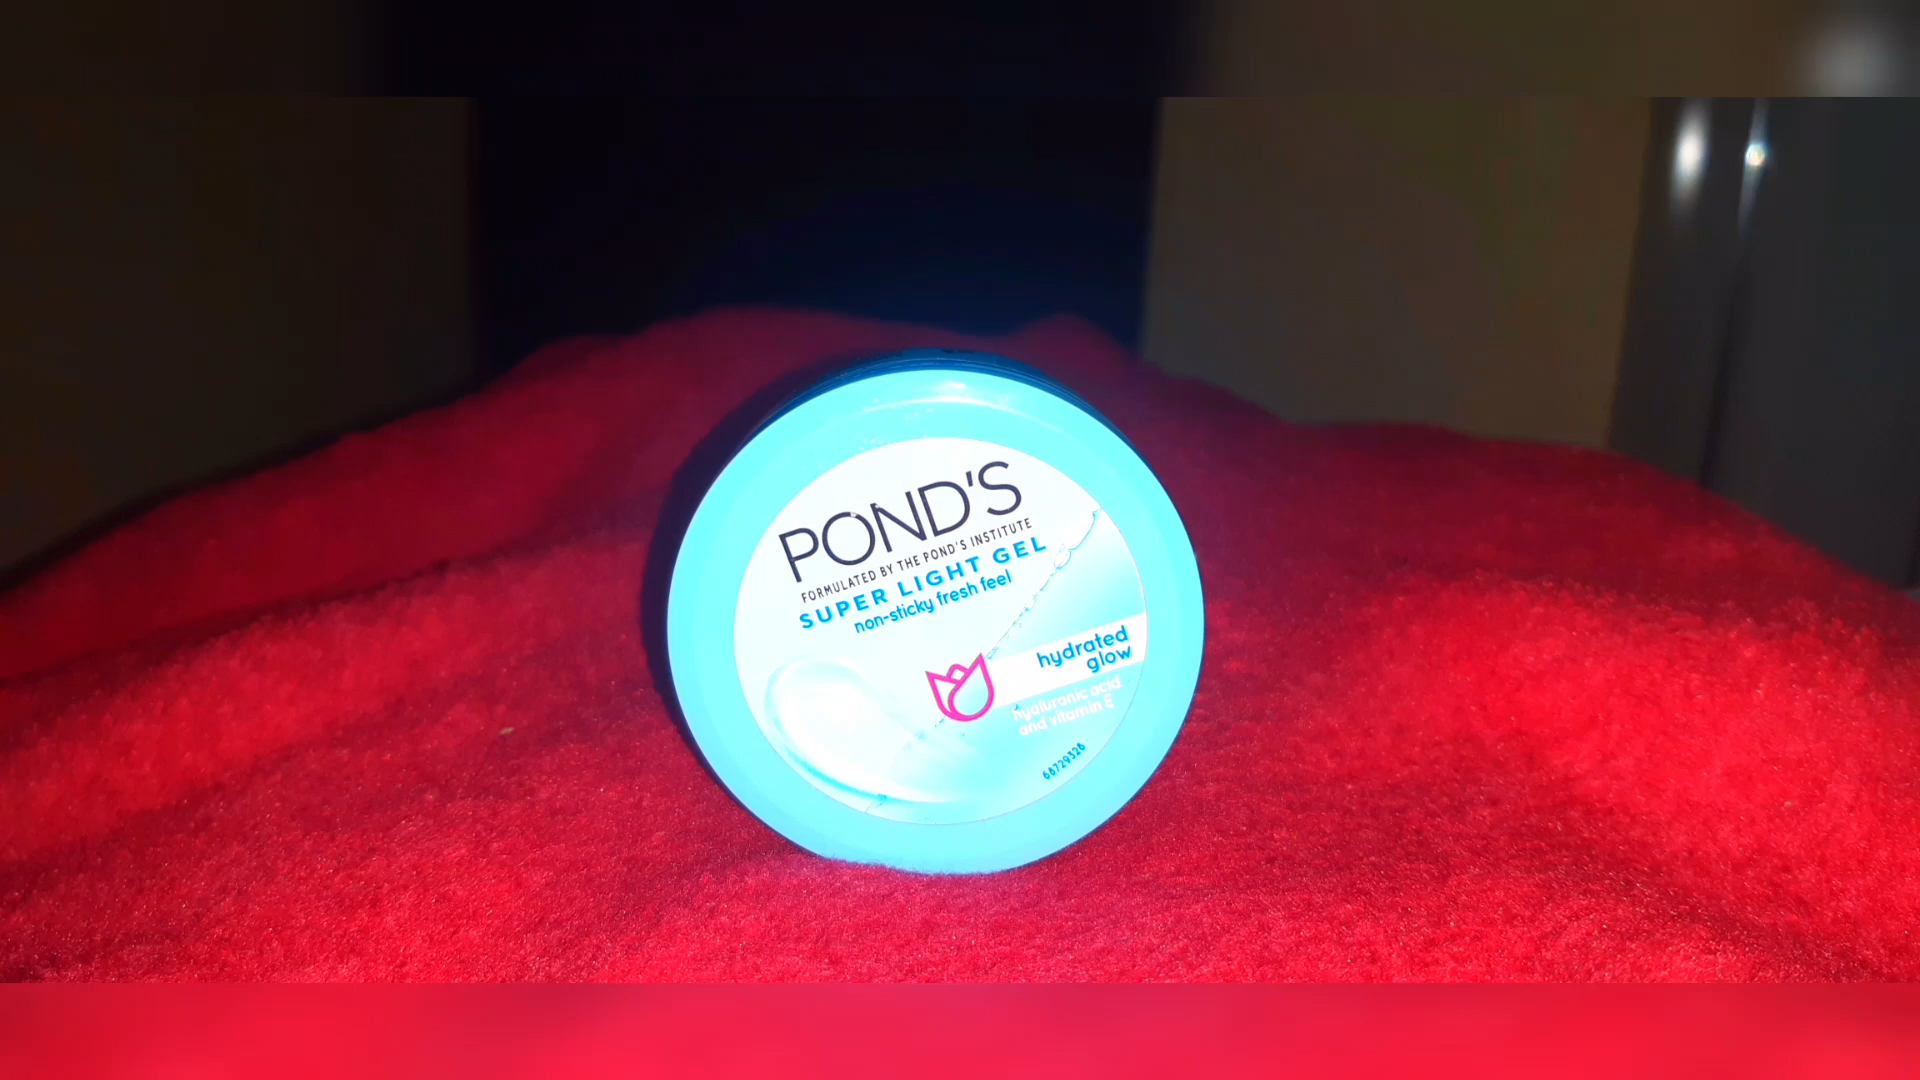 POND'S
FORMULATED BY THE POND'S INSTITUTE
SUPER LIGHT GEL
non-sticky fresh feel
hydrated
glow
hyaluronic acid
and vitamin E
68729326